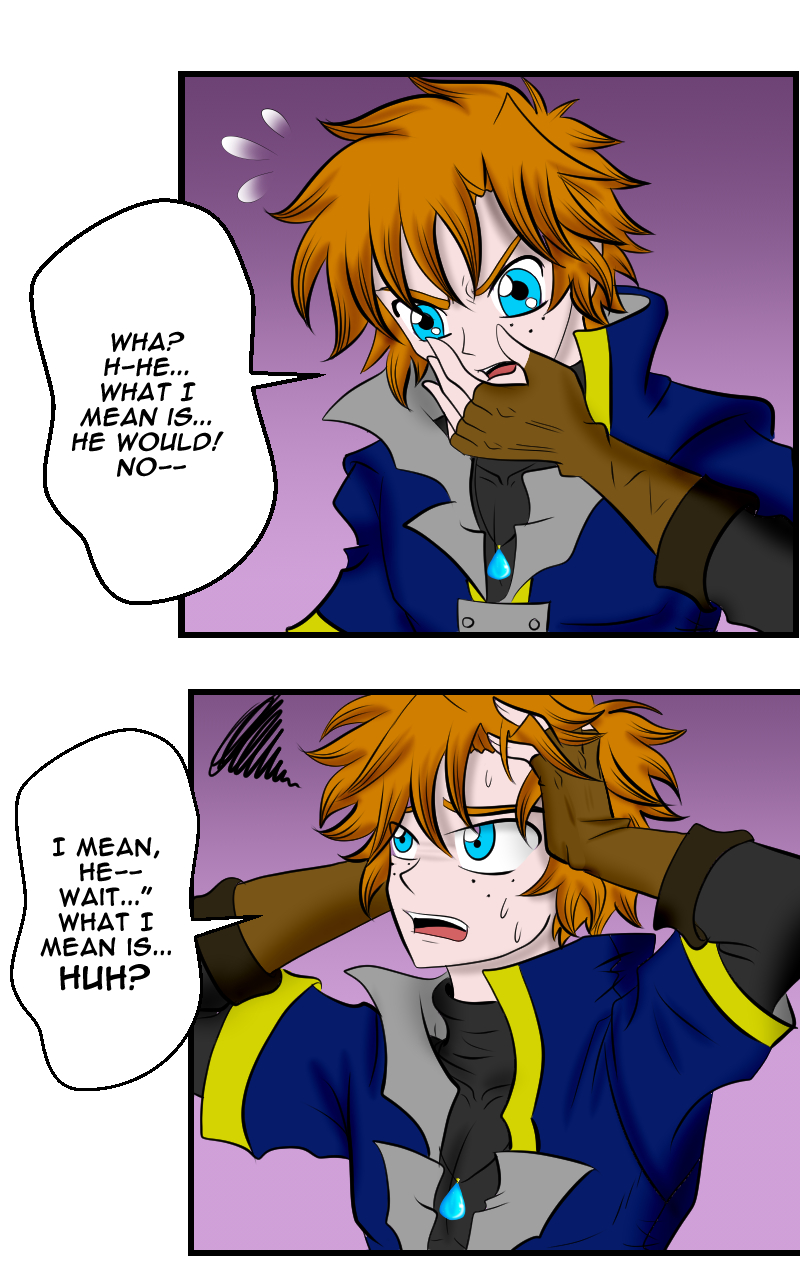 WHA?
H-HE...
WHAT I
MEAN IS...
HE WOULD!
NO--
I MEAN,
HE--
WAIT..."
WHAT I
MEAN IS...
HUH?